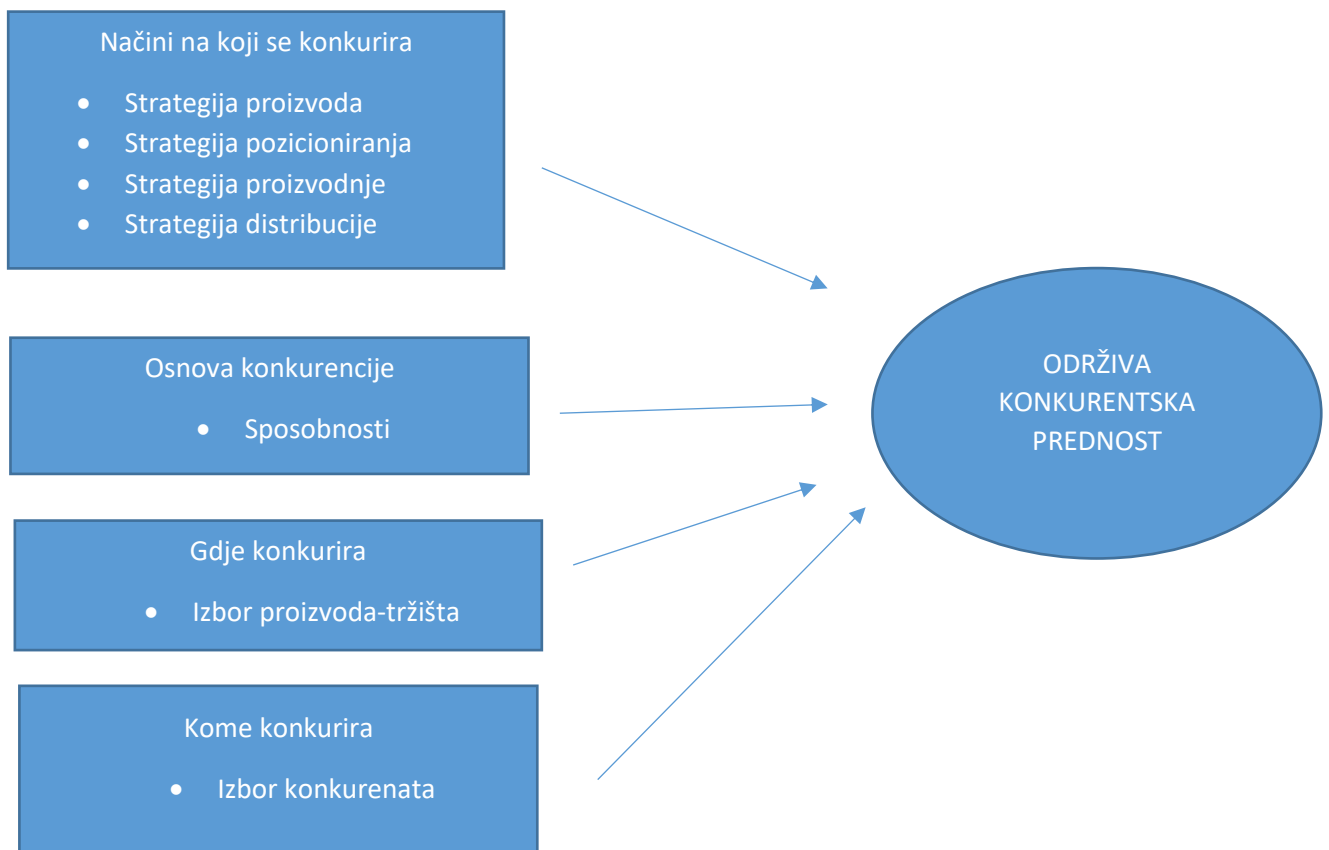 Načini na koji se konkurira
• Strategija proizvoda
• Strategija pozicioniranja
• Strategija proizvodnje
• Strategija distribucije
Osnova konkurencije
• Sposobnosti
Gdje konkurira
• Izbor proizvoda-tržišta
Kome konkurira
• Izbor konkurenata
ODRŽIVA
KONKURENTSKA
PREDNOST